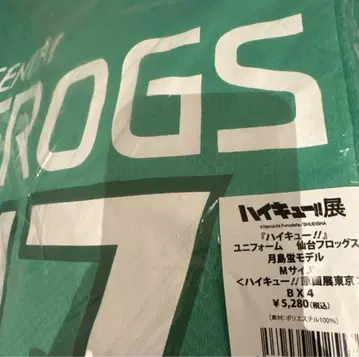 SENDAI
FROGS
17
ハイキュー!!展
©Haruichi Furudate/SHUEISHA
『ハイキュー!!』
ユニフォーム 仙台フロッグス
月島蛍モデル
Mサイズ
<ハイキュー!!原画展東京>
BX4
¥5,280(税込)
[素材：ポリエステル100%]